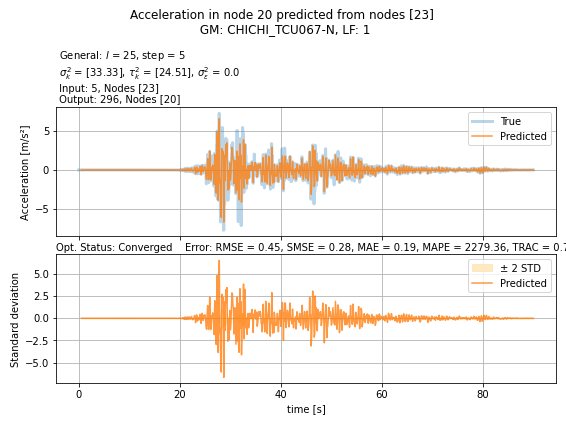 Acceleration in node 20 predicted from nodes [23]
GM: CHICHI_TCU067-N, LF: 1
General: l = 25, step = 5
σ²ₖ = [33.33], τ²ₖ = [24.51], σ²ε = 0.0
Input: 5, Nodes [23]
Output: 296, Nodes [20]
True
Predicted
Acceleration [m/s²]
5
0
−5
Opt. Status: Converged Error: RMSE = 0.45, SMSE = 0.28, MAE = 0.19, MAPE = 2279.36, TRAC = 0.7
± 2 STD
Predicted
Standard deviation
5.0
2.5
0.0
−2.5
−5.0
0 20 40 60 80
time [s]